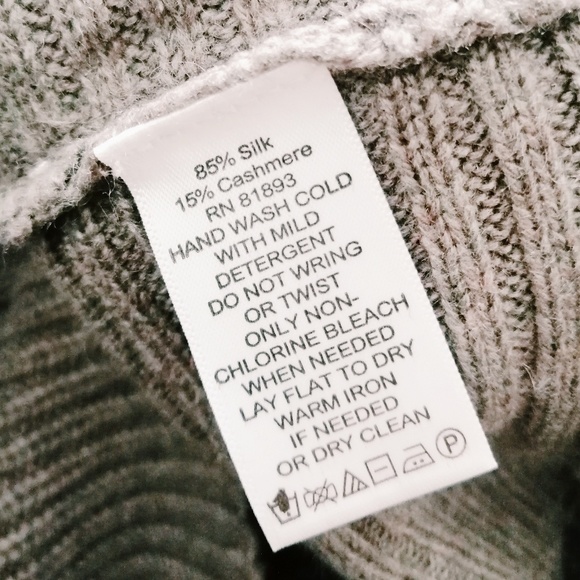 85% Silk
15% Cashmere
RN 81893
HAND WASH COLD
WITH MILD
DETERGENT
DO NOT WRING
OR TWIST
ONLY NON-
CHLORINE BLEACH
WHEN NEEDED
LAY FLAT TO DRY
WARM IRON
IF NEEDED
OR DRY CLEAN
P